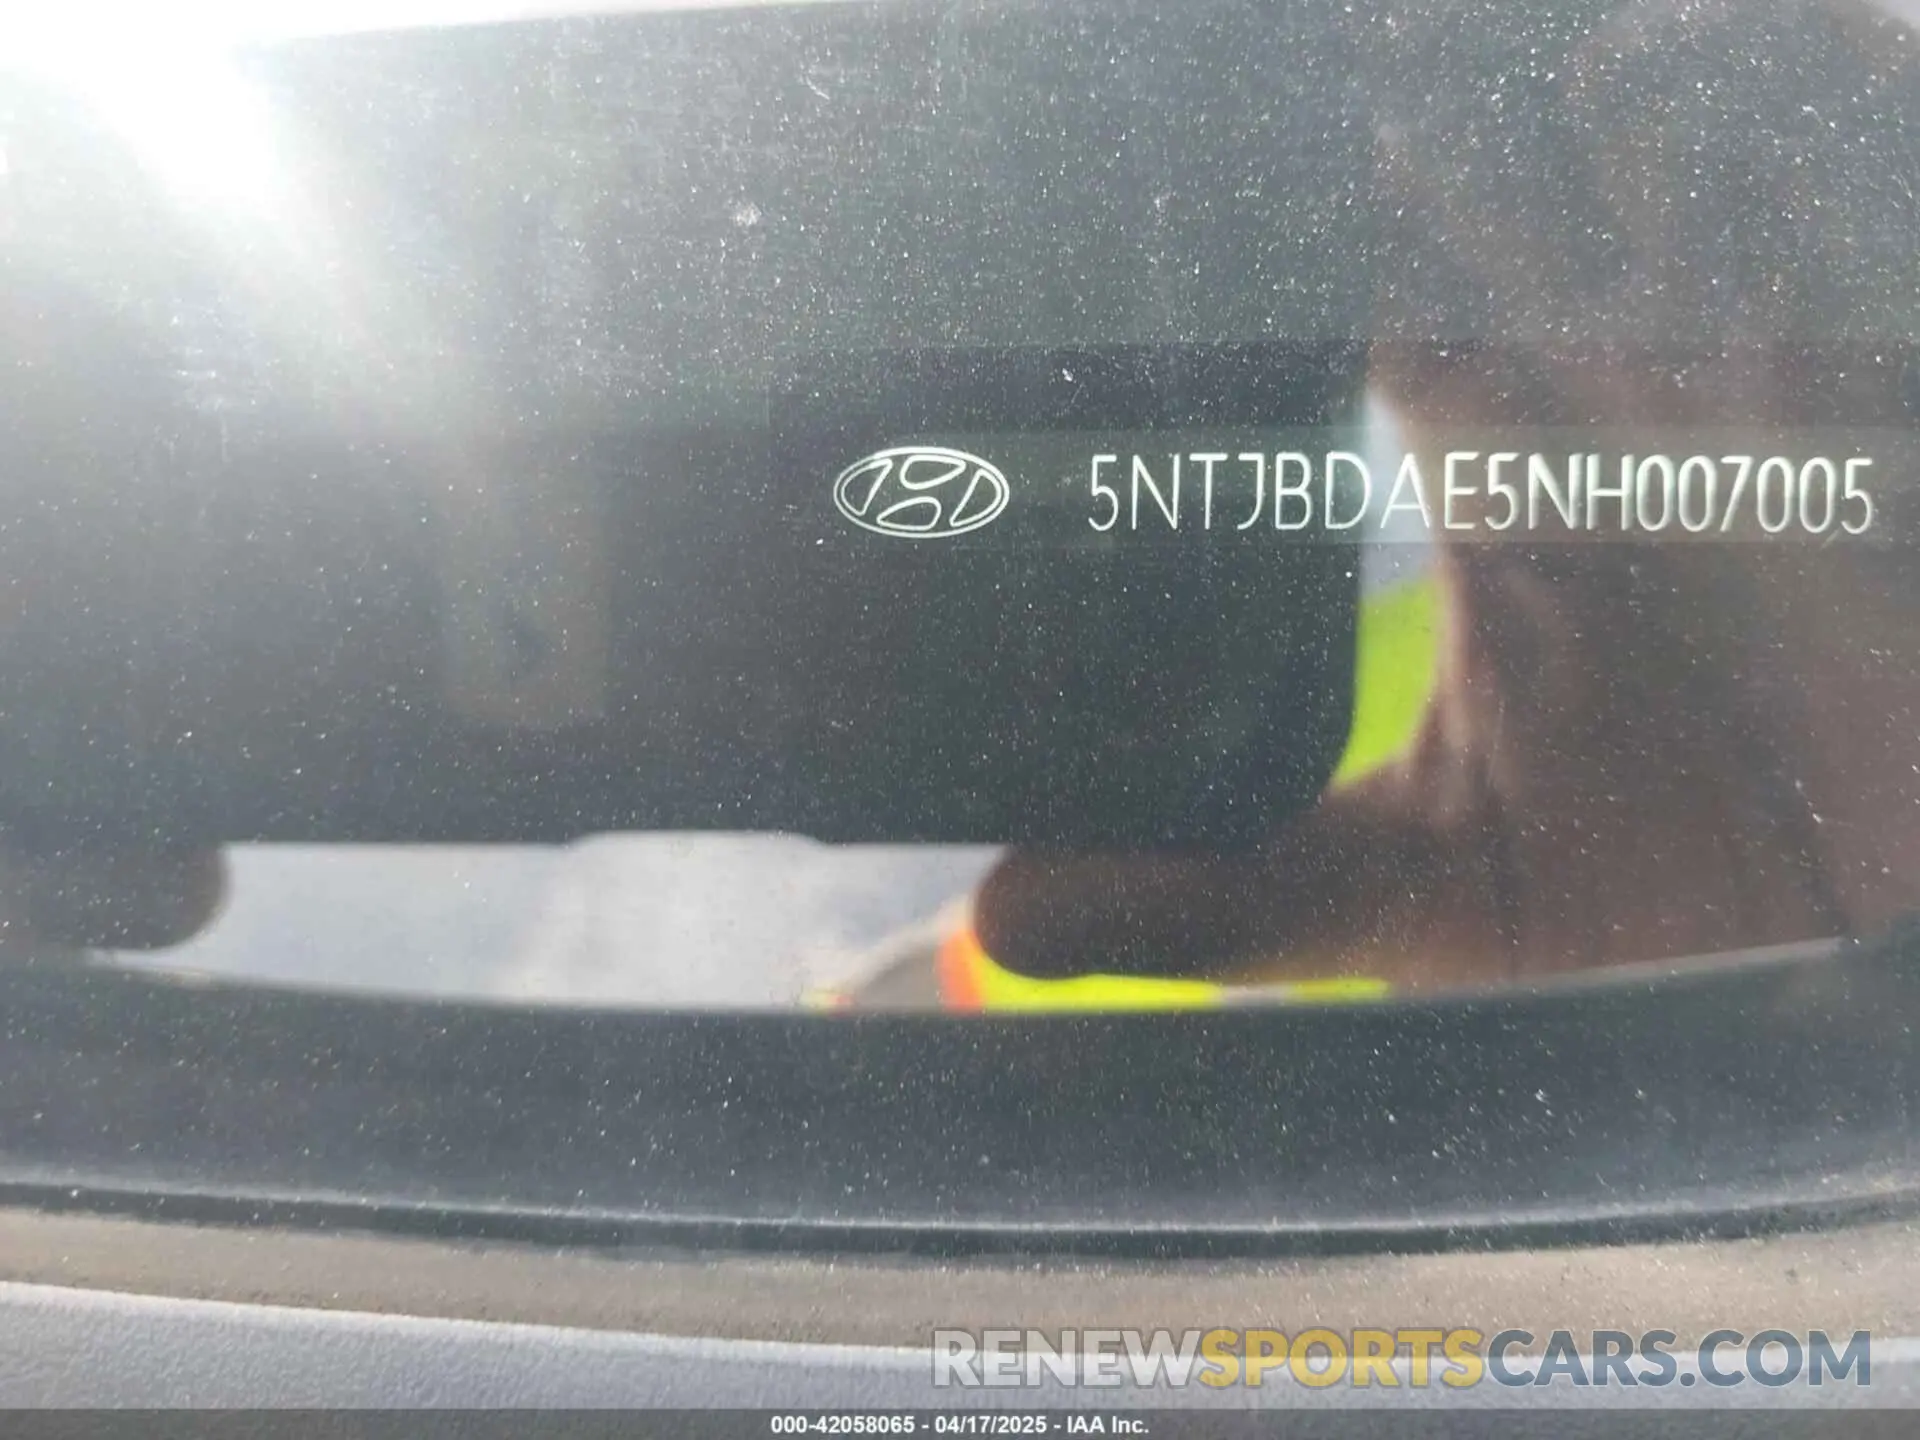 5NTJBDAE5NH007005
RENEWSPORTSCARS.COM
000-42058065 - 04/17/2025 - IAA Inc.